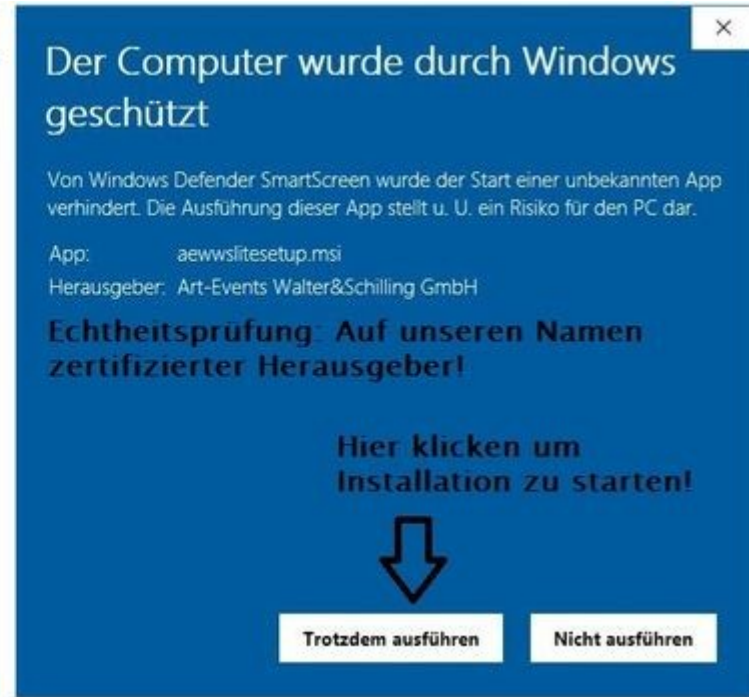 Der Computer wurde durch Windows
geschützt
Von Windows Defender SmartScreen wurde der Start einer unbekannten App
verhindert. Die Ausführung dieser App stellt u. U. ein Risiko für den PC dar.
App: aewwslitesetup.msi
Herausgeber: Art-Events Walter&Schilling GmbH
Echtheitsprüfung: Auf unseren Namen
zertifizierter Herausgeber!
Hier klicken um
Installation zu starten!
Trotzdem ausführen Nicht ausführen